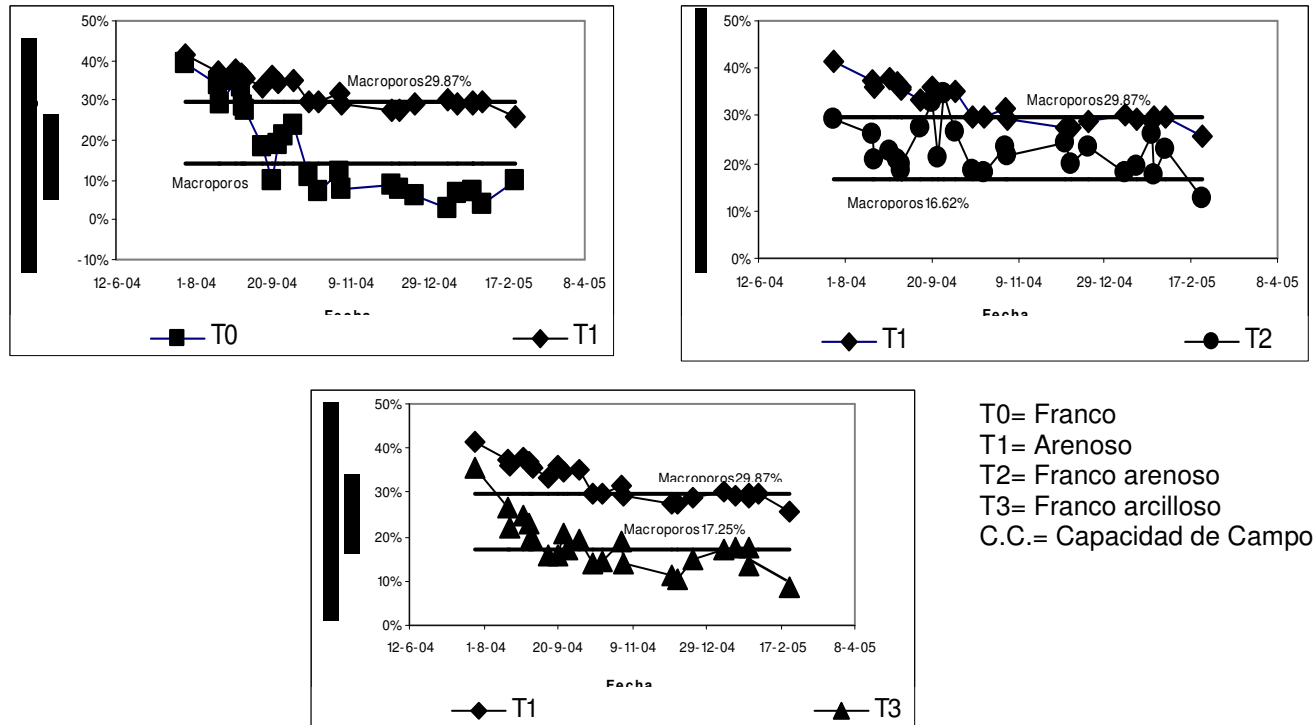 50%
40%
30%
20%
10%
0%
-10%
Macroporos29.87%
Macroporos
12-6-04 1-8-04 20-9-04 9-11-04 29-12-04 17-2-05 8-4-05
Fecha
T0 T1
50%
40%
30%
20%
10%
0%
Macroporos29.87%
Macroporos16.62%
12-6-04 1-8-04 20-9-04 9-11-04 29-12-04 17-2-05 8-4-05
Fecha
T1 T2
50%
40%
30%
20%
10%
0%
Macroporos29.87%
Macroporos17.25%
12-6-04 1-8-04 20-9-04 9-11-04 29-12-04 17-2-05 8-4-05
Fecha
T1 T3
T0= Franco
T1= Arenoso
T2= Franco arenoso
T3= Franco arcilloso
C.C.= Capacidad de Campo